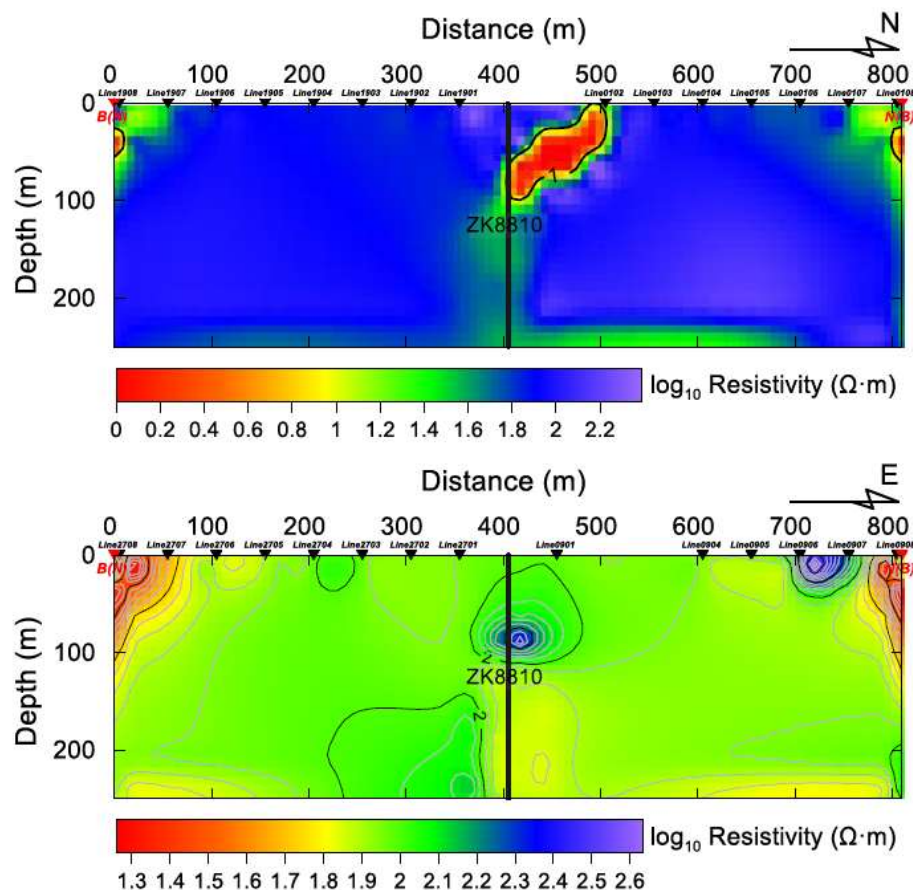 Distance (m)
N
0 100 200 300 400 500 600 700 800
Line1908 Line1907 Line1906 Line1905 Line1904 Line1903 Line1902 Line1901 Line0102 Line0103 Line0104 Line0105 Line0106 Line0107 Line0108
0
B(N)
N(B)
1
100
ZK8810
Depth (m)
200
log10 Resistivity (Ω·m)
0 0.2 0.4 0.6 0.8 1 1.2 1.4 1.6 1.8 2 2.2
Distance (m)
E
0 100 200 300 400 500 600 700 800
Line2708 Line2707 Line2706 Line2705 Line2704 Line2703 Line2702 Line2701 Line0901 Line0904 Line0905 Line0906 Line0907 Line0908
0
B(N)
100
2
ZK8810
Depth (m)
2
200
log10 Resistivity (Ω·m)
1.3 1.4 1.5 1.6 1.7 1.8 1.9 2 2.1 2.2 2.3 2.4 2.5 2.6